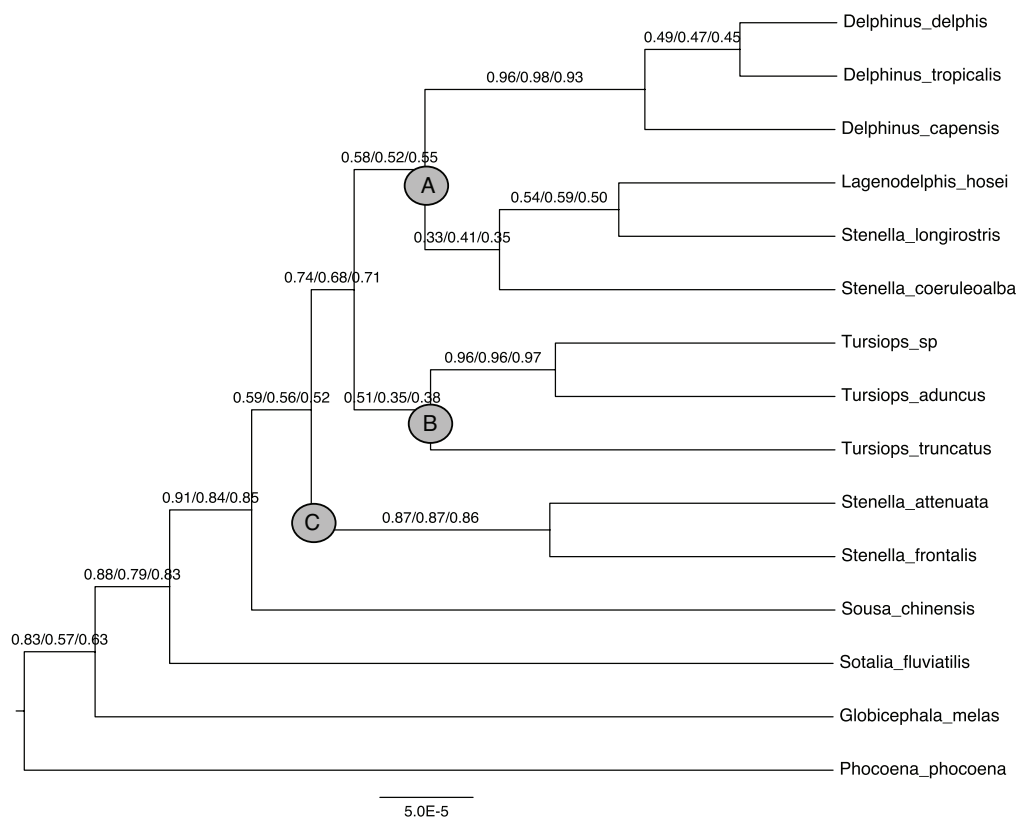 Delphinus_delphis
0.49/0.47/0.45
Delphinus_tropicalis
0.96/0.98/0.93
Delphinus_capensis
0.58/0.52/0.55
A
Lagenodelphis_hosei
0.54/0.59/0.50
Stenella_longirostris
0.33/0.41/0.35
Stenella_coeruleoalba
0.74/0.68/0.71
Tursiops_sp
0.96/0.96/0.97
Tursiops_aduncus
0.59/0.56/0.52
0.51/0.35/0.38
B
Tursiops_truncatus
Stenella_attenuata
0.91/0.84/0.85
C
0.87/0.87/0.86
Stenella_frontalis
0.88/0.79/0.83
Sousa_chinensis
0.83/0.57/0.63
Sotalia_fluviatilis
Globicephala_melas
Phocoena_phocoena
5.0E-5